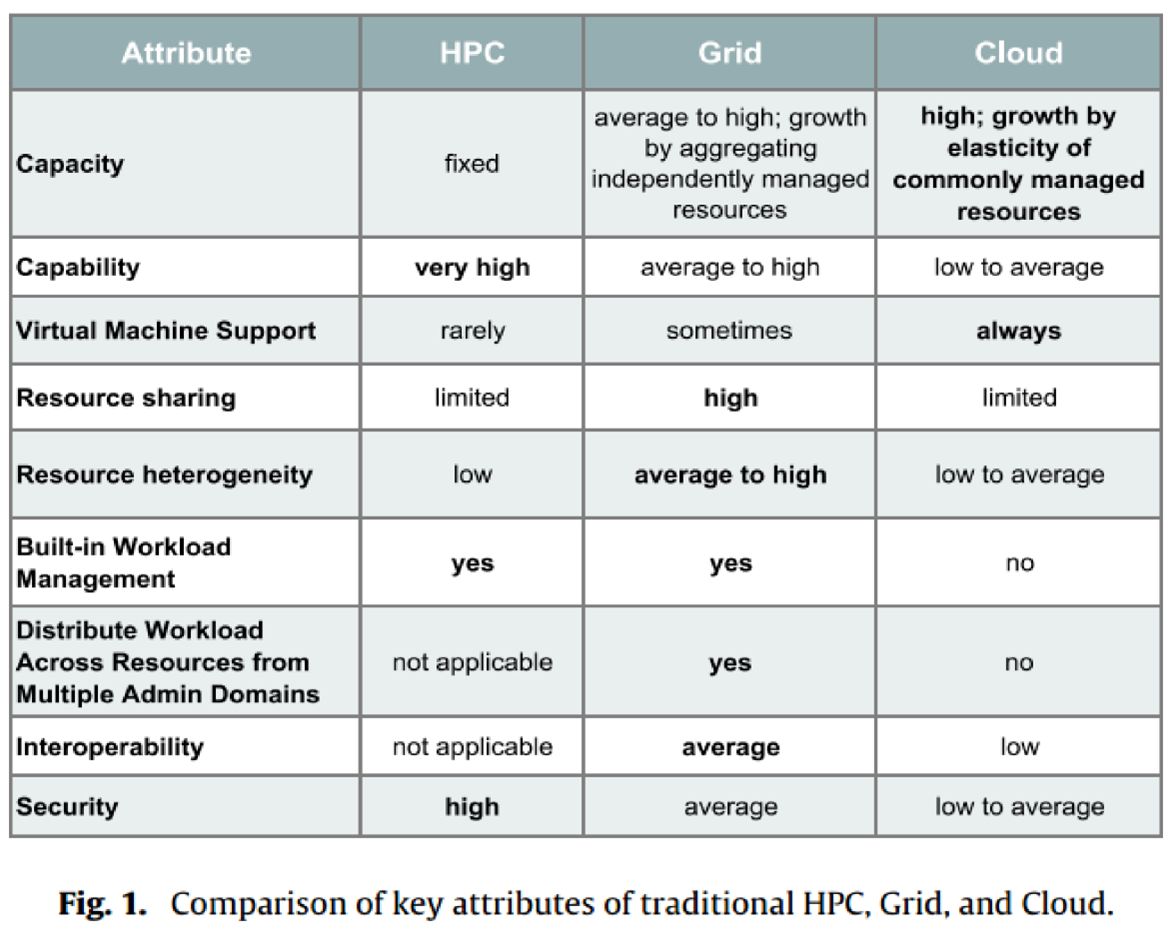 Attribute HPC Grid Cloud
Capacity
fixed
average to high; growth
by aggregating
independently managed
resources
high; growth by
elasticity of
commonly managed
resources
Capability very high average to high low to average
Virtual Machine Support rarely sometimes always
Resource sharing limited high limited
Resource heterogeneity low average to high low to average
Built-in Workload
Management
yes yes no
Distribute Workload
Across Resources from
Multiple Admin Domains
not applicable yes no
Interoperability not applicable average low
Security high average low to average
Fig. 1. Comparison of key attributes of traditional HPC, Grid, and Cloud.